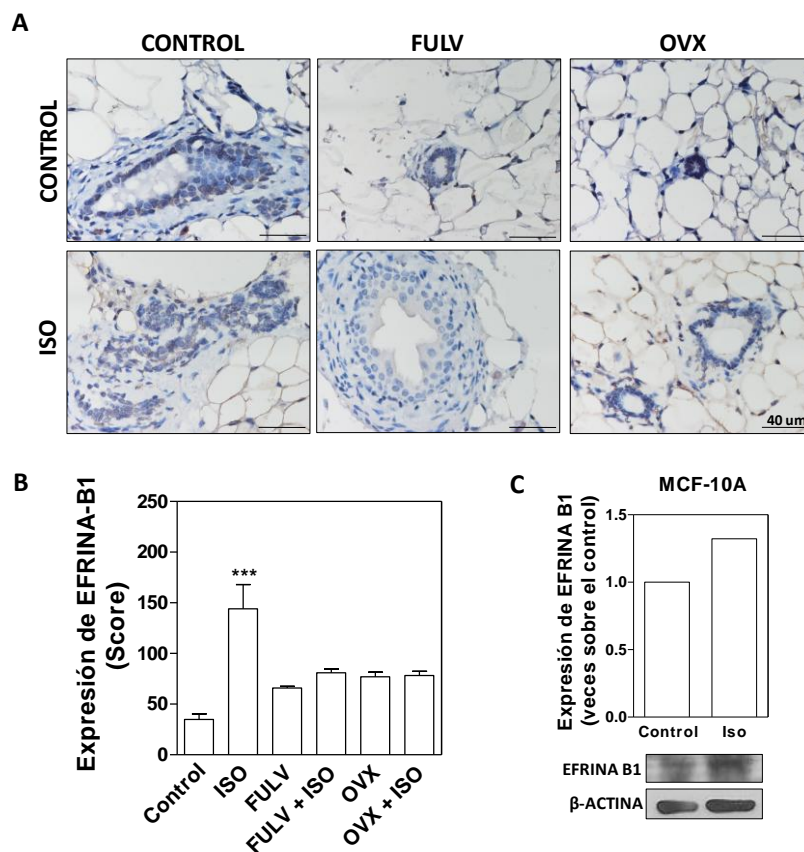 A
CONTROL
FULV
OVX
CONTROL
ISO
40 um
B
Expresión de EFRINA-B1
(Score)
250
200
150
100
50
0
***
Control
ISO
FULV
FULV + ISO
OVX
OVX + ISO
C
MCF-10A
Expresión de EFRINA B1
(veces sobre el control)
1.5
1.0
0.5
0.0
Control
Iso
EFRINA B1
β-ACTINA